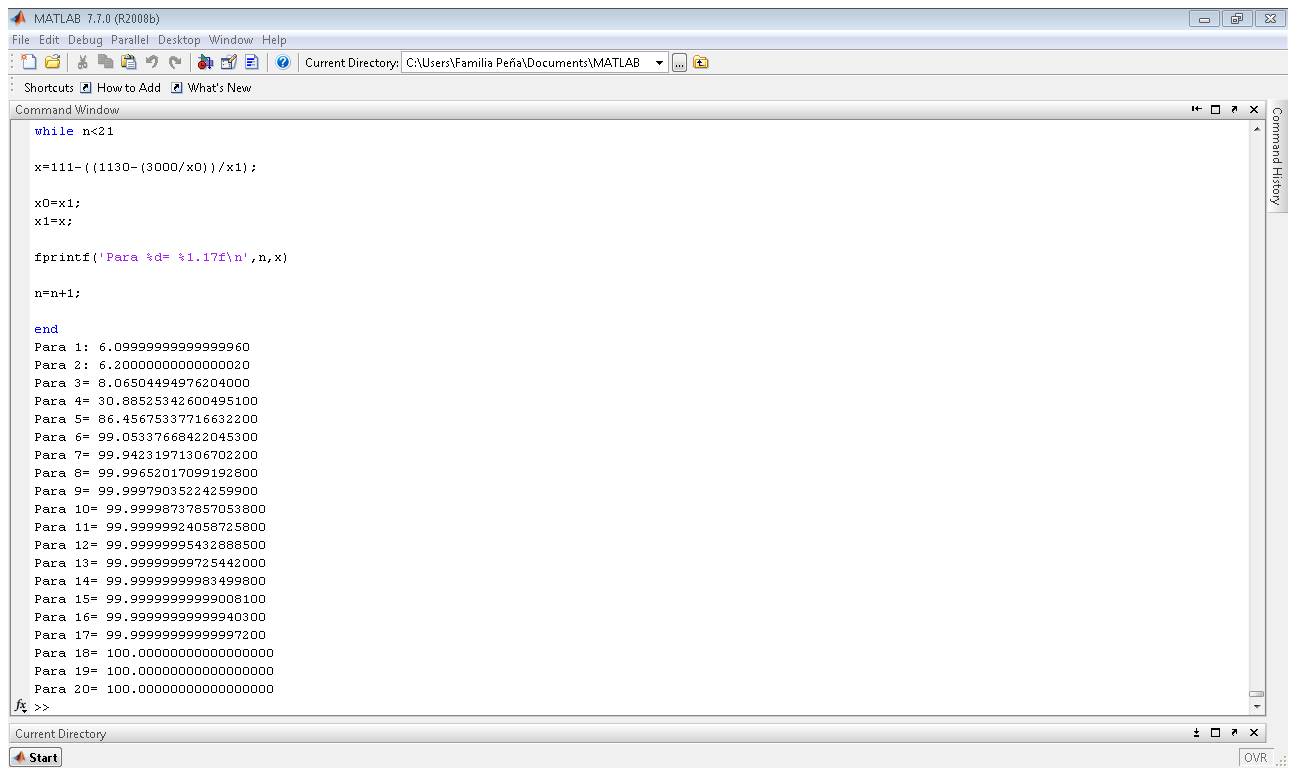 MATLAB 7.7.0 (R2008b)
File Edit Debug Parallel Desktop Window Help
Current Directory: C:\Users\Familia Peña\Documents\MATLAB ...
Shortcuts How to Add What's New
Command Window
Command History
while n<21
x=111-((1130-(3000/x0))/x1);
x0=x1;
x1=x;
fprintf('Para %d= %1.17f\n',n,x)
n=n+1;
end
Para 1: 6.09999999999999960
Para 2: 6.20000000000000020
Para 3= 8.06504494976204000
Para 4= 30.88525342600495100
Para 5= 86.45675337716632200
Para 6= 99.05337668422045300
Para 7= 99.94231971306702200
Para 8= 99.99652017099192800
Para 9= 99.99979035224259900
Para 10= 99.99998737857053800
Para 11= 99.99999924058725800
Para 12= 99.99999995432888500
Para 13= 99.99999999725442000
Para 14= 99.99999999983499800
Para 15= 99.99999999999008100
Para 16= 99.99999999999940300
Para 17= 99.99999999999997200
Para 18= 100.00000000000000000
Para 19= 100.00000000000000000
Para 20= 100.00000000000000000
fx >>
Current Directory
Start
OVR